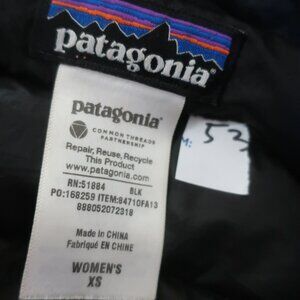 patagonia®
patagonia®
COMMON THREADS
PARTNERSHIP
Repair, Reuse, Recycle
This Product
www.patagonia.com
RN:51884 BLK
PO:168259 ITEM:84710FA13
888052072318
Made in CHINA
Fabriqué EN CHINE
WOMEN'S
XS
M: 53